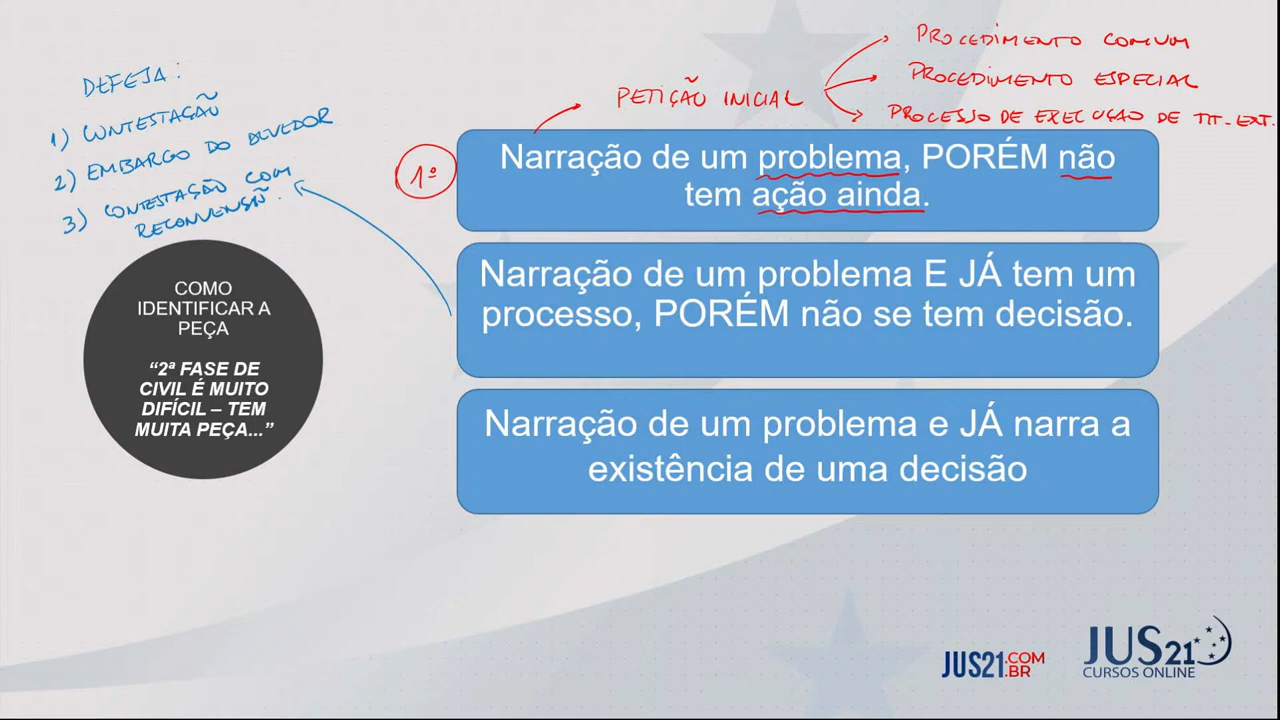 DEFEJA:
1) CONTESTAÇÃO
2) EMBARGO DO DEVEDOR
3) CONTESTAÇÃO COM
RECONVENSÃO.
PROCEDIMENTO COMUM
PETIÇÃO INICIAL
PROCEDIMENTO ESPECIAL
PROCESSO DE EXECUÇÃO DE TIT. EXT.
1º
Narração de um problema, PORÉM não
tem ação ainda.
COMO
IDENTIFICAR A
PEÇA
“2ª FASE DE
CIVIL É MUITO
DIFÍCIL – TEM
MUITA PEÇA...”
Narração de um problema E JÁ tem um
processo, PORÉM não se tem decisão.
Narração de um problema e JÁ narra a
existência de uma decisão
JUS21.COM
.BR
JUS21
CURSOS ONLINE